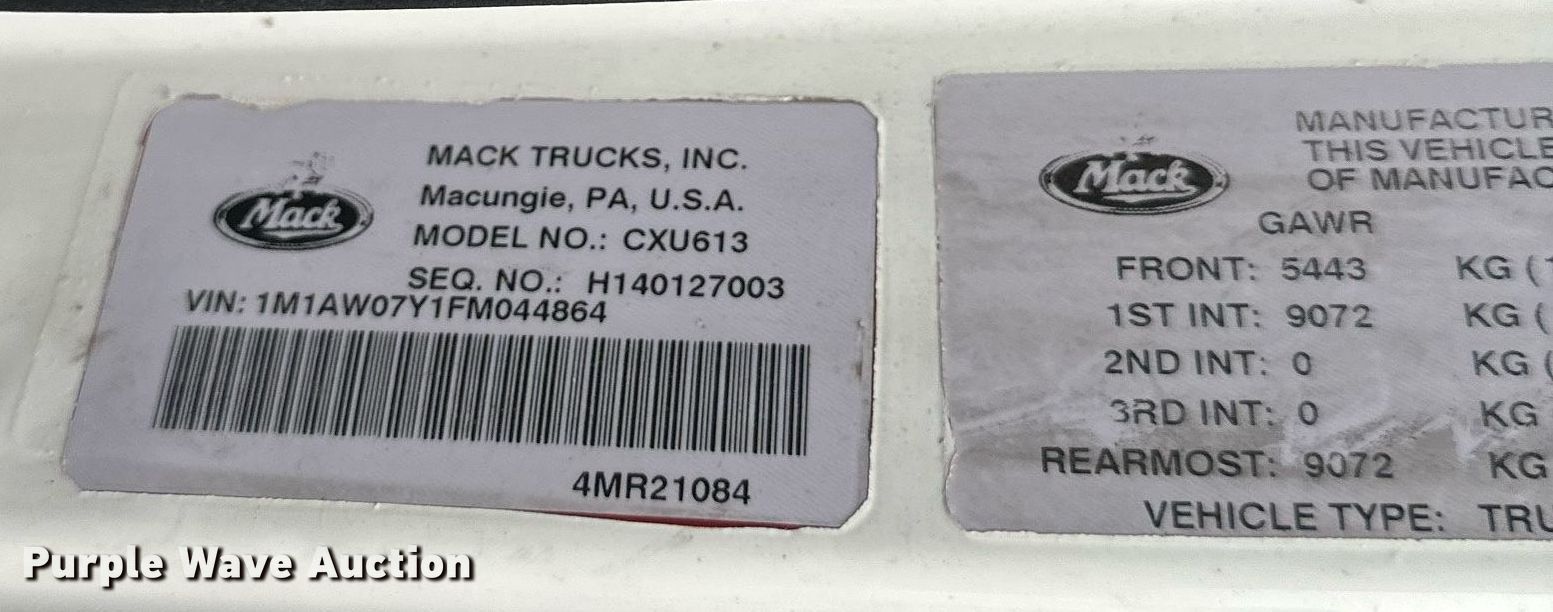 MACK TRUCKS, INC.
Macungie, PA, U.S.A.
MODEL NO.: CXU613
SEQ. NO.: H140127003
VIN: 1M1AW07Y1FM044864
Mack
4MR21084
Mack
MANUFACTUR
THIS VEHICLE
OF MANUFAC
GAWR
FRONT: 5443 KG (1
1ST INT: 9072 KG (
2ND INT: 0 KG (
3RD INT: 0 KG
REARMOST: 9072 KG
VEHICLE TYPE: TRU
Purple Wave Auction